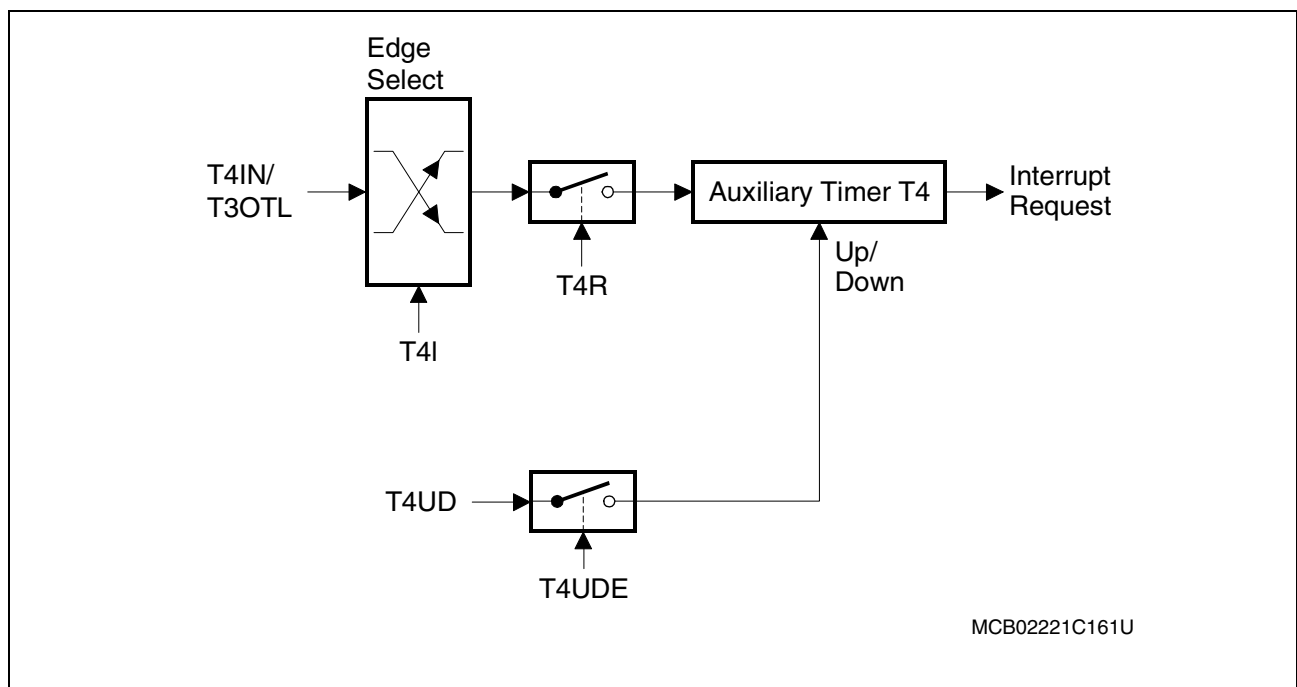 Edge
Select
T4IN/
T3OTL
Auxiliary Timer T4
Interrupt
Request
Up/
Down
T4R
T4I
T4UD
T4UDE
MCB02221C161U